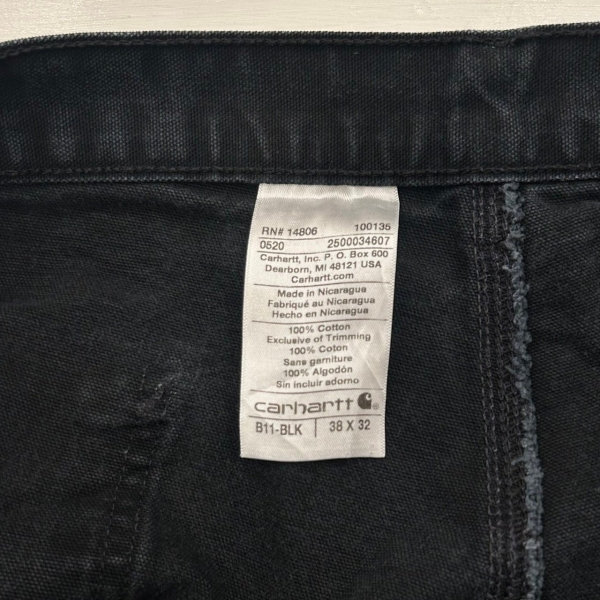 RN# 14806 100135
0520 2500034607
Carhartt, Inc. P.O. Box 600
Dearborn, MI 48121 USA
Carhartt.com
Made in Nicaragua
Fabriqué au Nicaragua
Hecho en Nicaragua
100% Cotton
Exclusive of Trimming
100% Coton
Sans garniture
100% Algodón
Sin incluir adorno
carhartt ®
B11-BLK 38 X 32